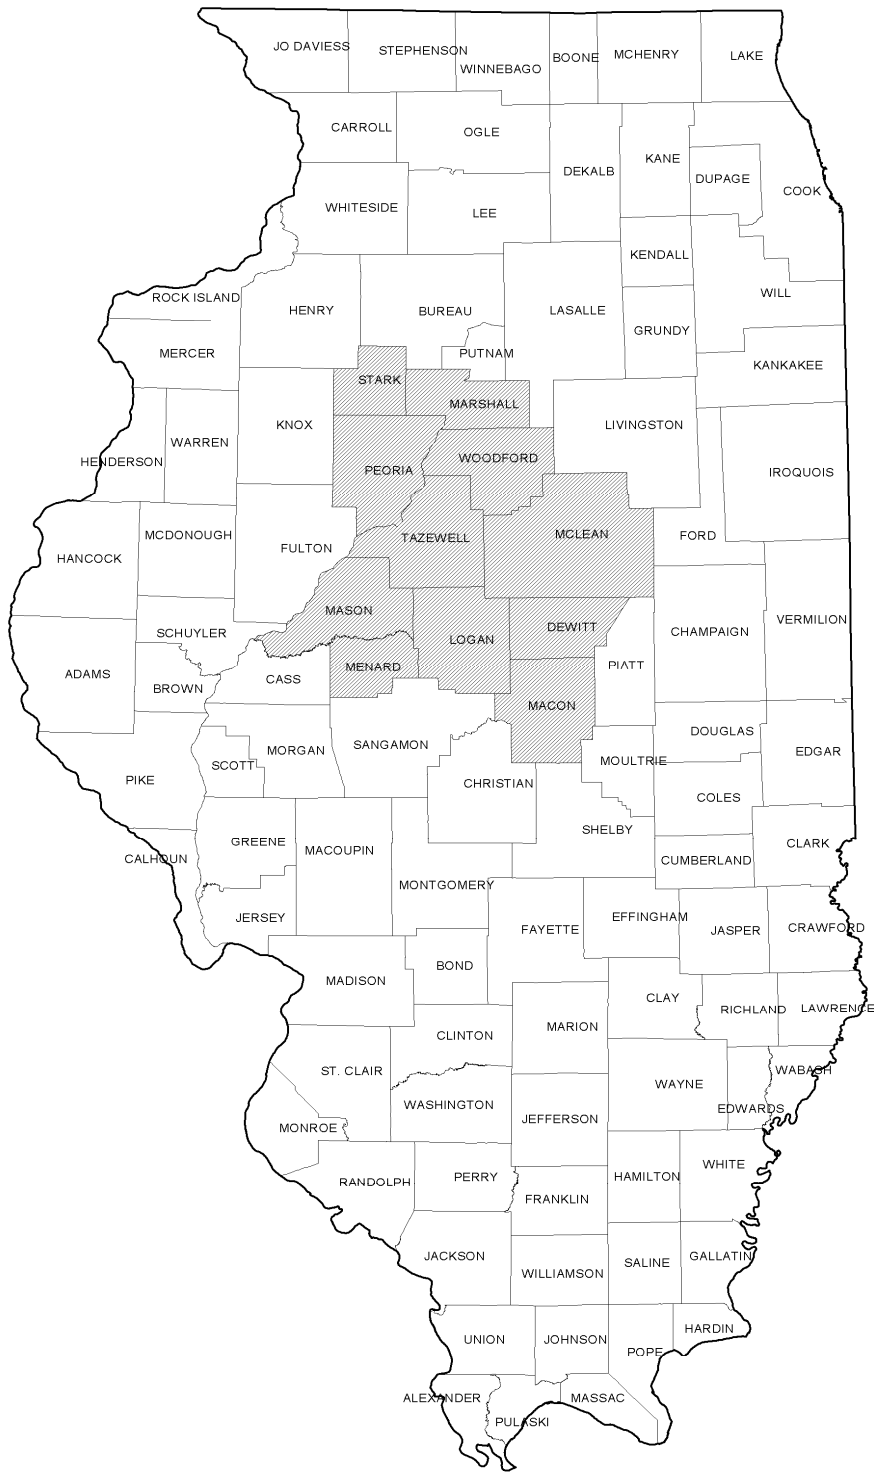 JO DAVIESS
STEPHENSON
WINNEBAGO
BOONE
MCHENRY
LAKE
CARROLL
OGLE
DEKALB
KANE
DUPAGE
COOK
WHITESIDE
LEE
KENDALL
WILL
ROCK ISLAND
HENRY
BUREAU
LASALLE
GRUNDY
MERCER
PUTNAM
KANKAKEE
STARK
MARSHALL
KNOX
LIVINGSTON
HENDERSON
WARREN
PEORIA
WOODFORD
IROQUOIS
HANCOCK
MCDONOUGH
FULTON
TAZEWELL
MCLEAN
FORD
SCHUYLER
MASON
LOGAN
DEWITT
CHAMPAIGN
VERMILION
ADAMS
BROWN
CASS
MENARD
PIATT
MACON
PIKE
SCOTT
MORGAN
SANGAMON
CHRISTIAN
MOULTRIE
DOUGLAS
EDGAR
COLES
CALHOUN
GREENE
MACOUPIN
SHELBY
CUMBERLAND
CLARK
MONTGOMERY
JERSEY
FAYETTE
EFFINGHAM
JASPER
CRAWFORD
MADISON
BOND
CLAY
RICHLAND
LAWRENCE
CLINTON
MARION
ST. CLAIR
WAYNE
WABASH
EDWARDS
WASHINGTON
JEFFERSON
MONROE
RANDOLPH
PERRY
HAMILTON
WHITE
FRANKLIN
JACKSON
WILLIAMSON
SALINE
GALLATIN
UNION
JOHNSON
POPE
HARDIN
ALEXANDER
PULASKI
MASSAC